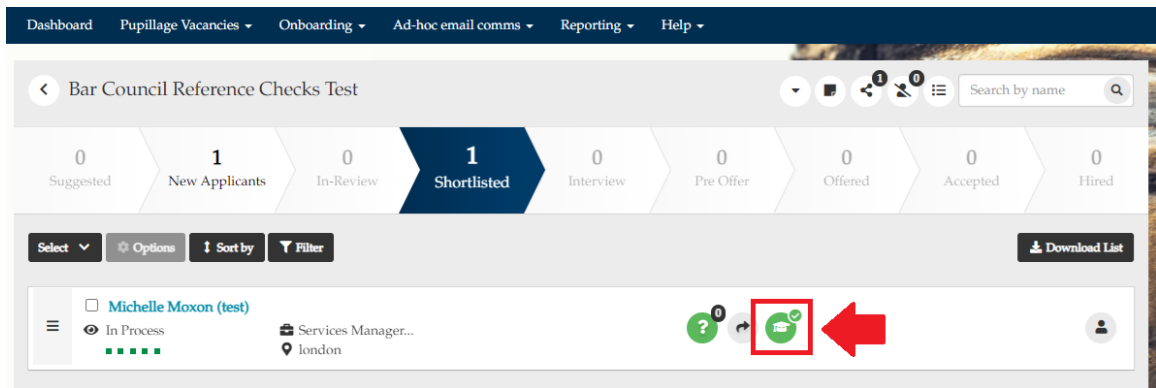 Dashboard Pupillage Vacancies Onboarding Ad-hoc email comms Reporting Help
Bar Council Reference Checks Test 1 0 Search by name
0 1 0 1 0 0 0 0 0
Suggested New Applicants In-Review Shortlisted Interview Pre Offer Offered Accepted Hired
Select Options Sort by Filter Download List
Michelle Moxon (test) 0
In Process Services Manager... ?
london